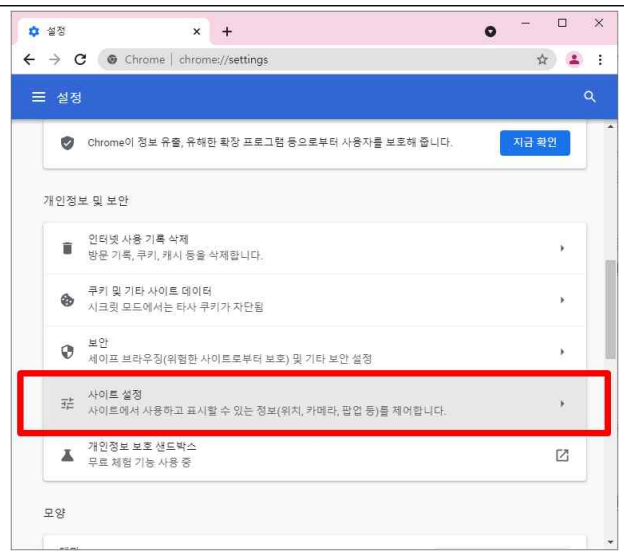 설정
Chrome | chrome://settings
설정
Chrome이 정보 유출, 유해한 확장 프로그램 등으로부터 사용자를 보호해 줍니다.
지금 확인
개인정보 및 보안
인터넷 사용 기록 삭제
방문 기록, 쿠키, 캐시 등을 삭제합니다.
쿠키 및 기타 사이트 데이터
시크릿 모드에서는 타사 쿠키가 차단됨
보안
세이프 브라우징(위험한 사이트로부터 보호) 및 기타 보안 설정
사이트 설정
사이트에서 사용하고 표시할 수 있는 정보(위치, 카메라, 팝업 등)를 제어합니다.
개인정보 보호 샌드박스
무료 체험 기능 사용 중
모양